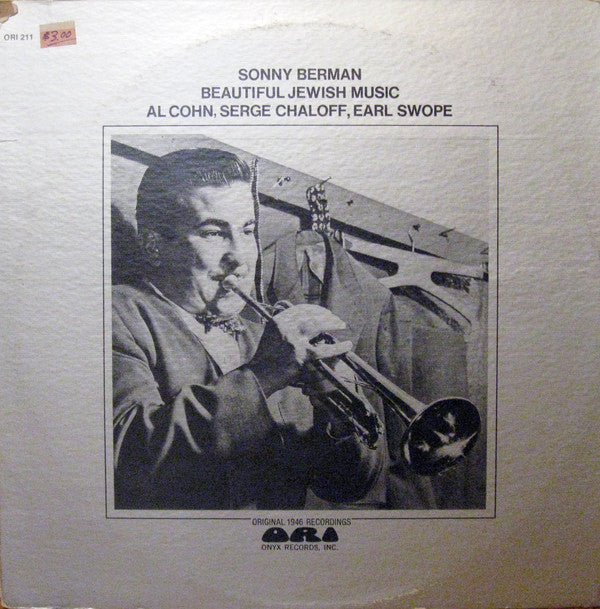 ORI 211
$3.00
SONNY BERMAN
BEAUTIFUL JEWISH MUSIC
AL COHN, SERGE CHALOFF, EARL SWOPE
ORIGINAL 1946 RECORDINGS
ORI
ONYX RECORDS, INC.